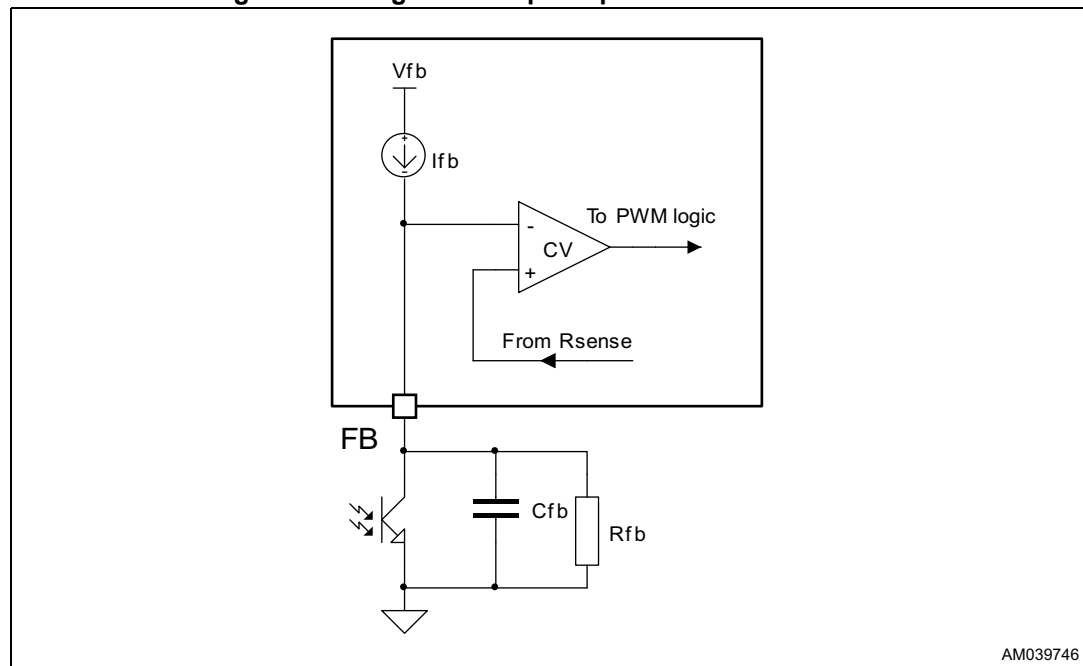 Vfb
Ifb
To PWM logic
-
CV
+
From Rsense
FB
Cfb
Rfb
AM039746